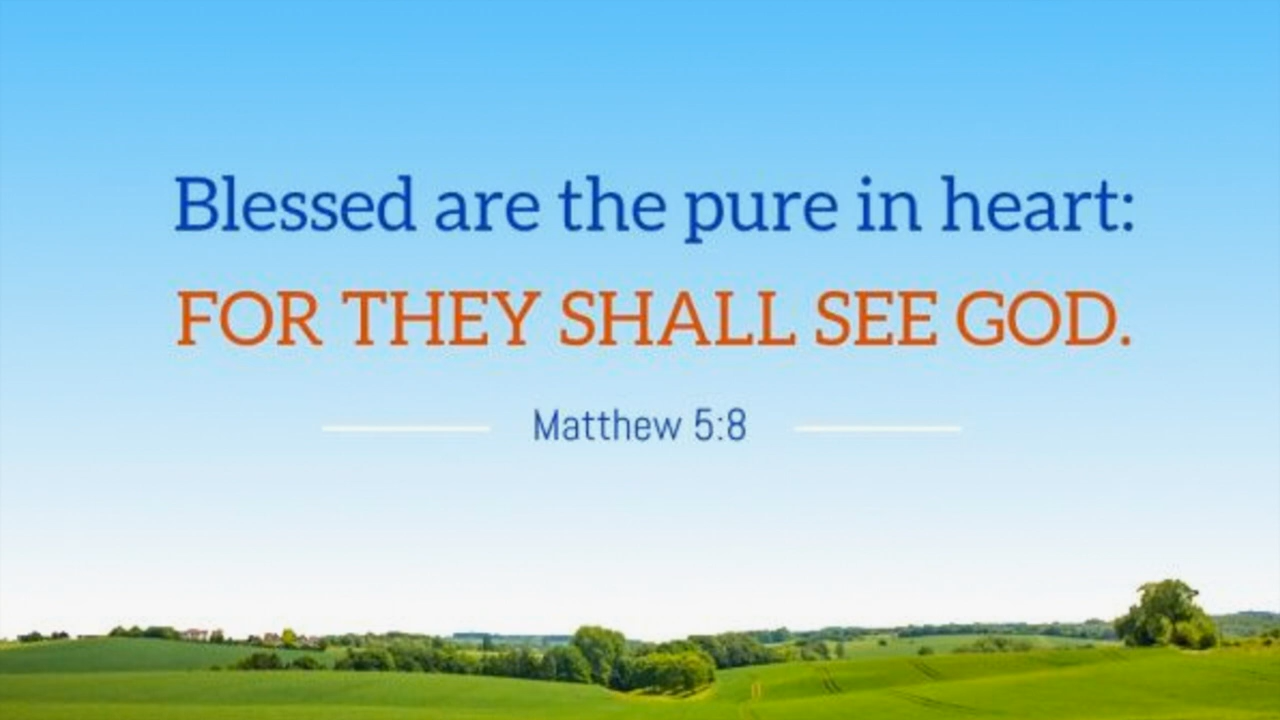 Blessed are the pure in heart:
FOR THEY SHALL SEE GOD.
Matthew 5:8